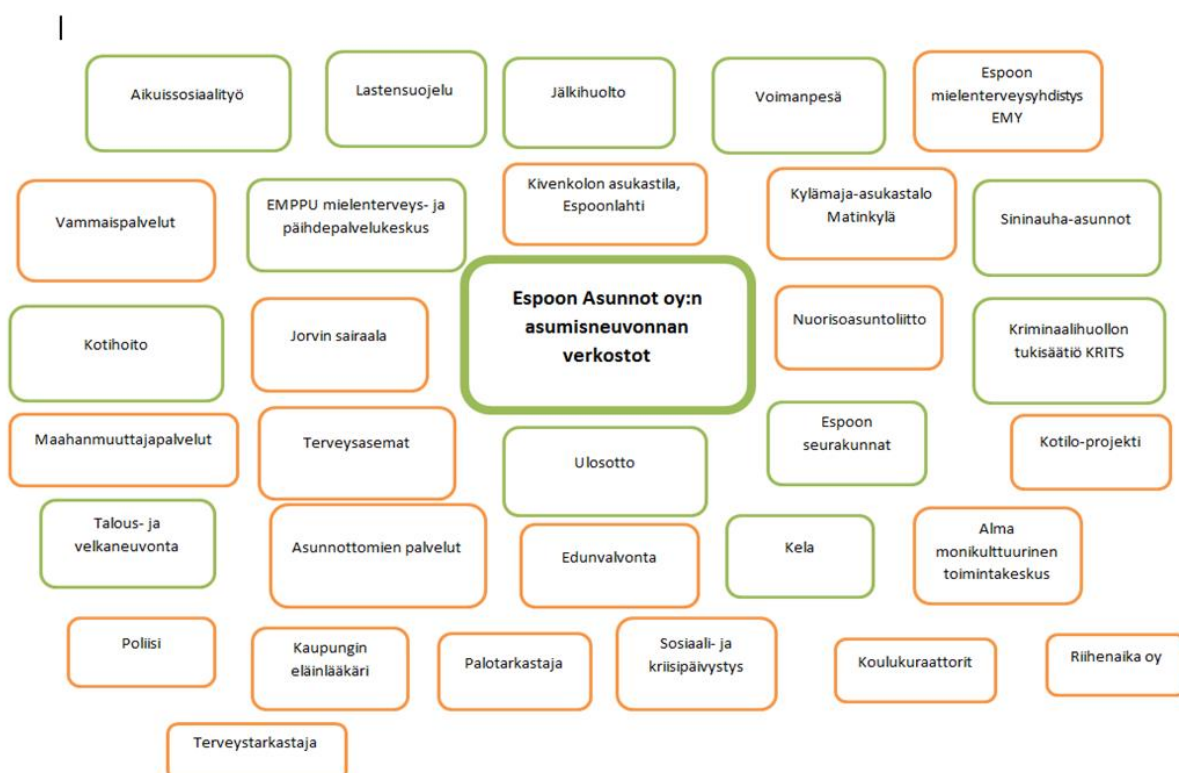 Aikuissosiaalityö
Lastensuojelu
Jälkihuolto
Voimanpesä
Espoon
mielenterveysyhdistys
EMY
Vammaispalvelut
EMPPU mielenterveys- ja
päihdepalvelukeskus
Kivenkolon asukastila,
Espoonlahti
Kylämaja-asukastalo
Matinkylä
Sininauha-asunnot
Espoon Asunnot oy:n
asumisneuvonnan
verkostot
Kotihoito
Jorvin sairaala
Nuorisoasuntoliitto
Kriminaalihuollon
tukisäätiö KRITS
Maahanmuuttajapalvelut
Terveysasemat
Ulosotto
Espoon
seurakunnat
Kotilo-projekti
Talous- ja
velkaneuvonta
Asunnottomien palvelut
Edunvalvonta
Kela
Alma
monikulttuurinen
toimintakeskus
Poliisi
Kaupungin
eläinlääkäri
Palotarkastaja
Sosiaali- ja
kriisipäivystys
Koulukuraattorit
Riihenaika oy
Terveystarkastaja